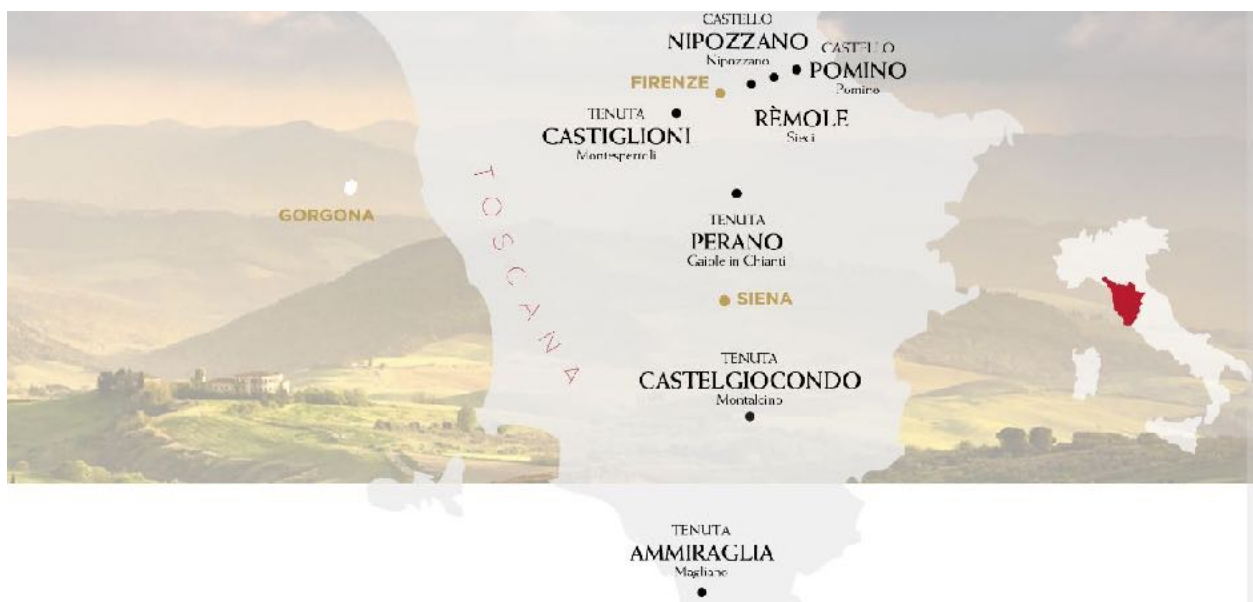 CASTELLO
NIPOZZANO
Nipozzano
CASTELLO
POMINO
Pomino
FIRENZE
TENUTA
CASTIGLIONI
Montespertoli
RÈMOLE
Sieci
TOSCANA
GORGONA
TENUTA
PERANO
Gaiole in Chianti
SIENA
TENUTA
CASTELGIOCONDO
Montalcino
TENUTA
AMMIRAGLIA
Magliano